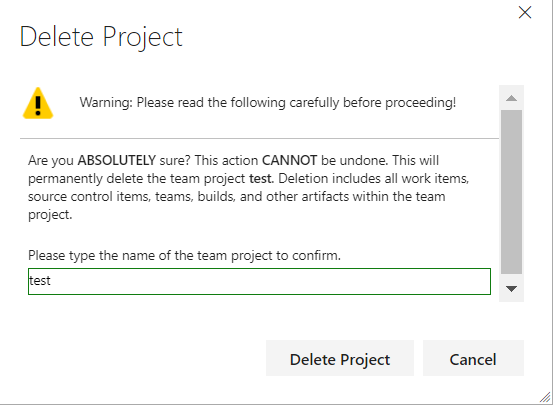 Delete Project
Warning: Please read the following carefully before proceeding!
Are you ABSOLUTELY sure? This action CANNOT be undone. This will
permanently delete the team project test. Deletion includes all work items,
source control items, teams, builds, and other artifacts within the team
project.
Please type the name of the team project to confirm.
test
Delete Project
Cancel